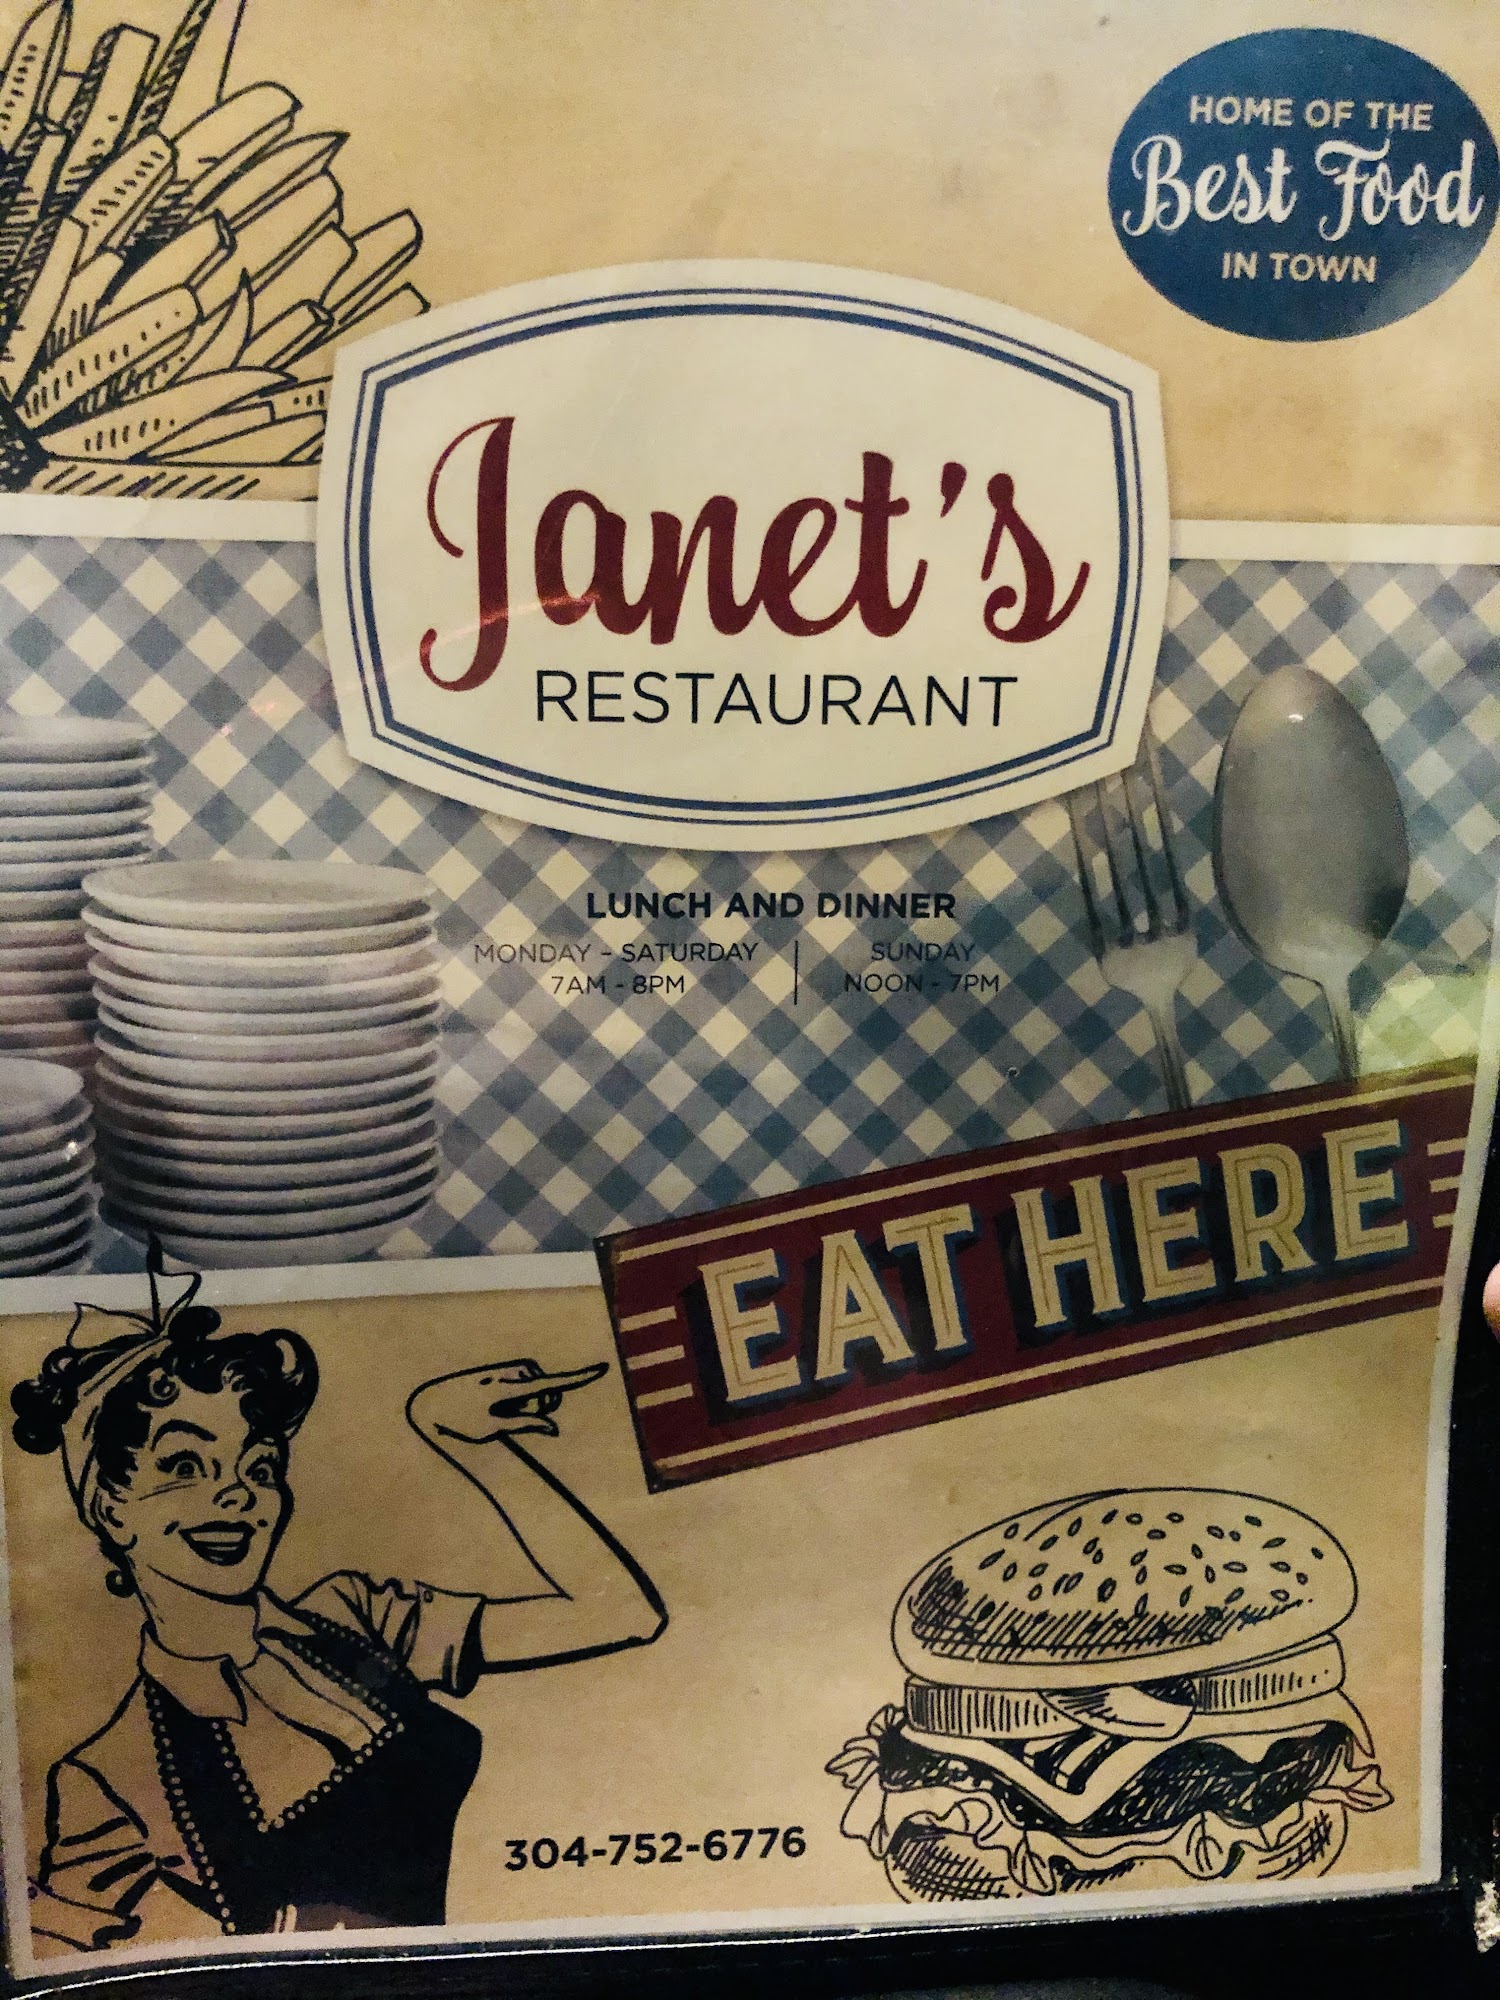 HOME OF THE
Best Food
IN TOWN
Janet's
RESTAURANT
LUNCH AND DINNER
MONDAY - SATURDAY
7AM - 8PM
SUNDAY
NOON - 7PM
EAT HERE
304-752-6776